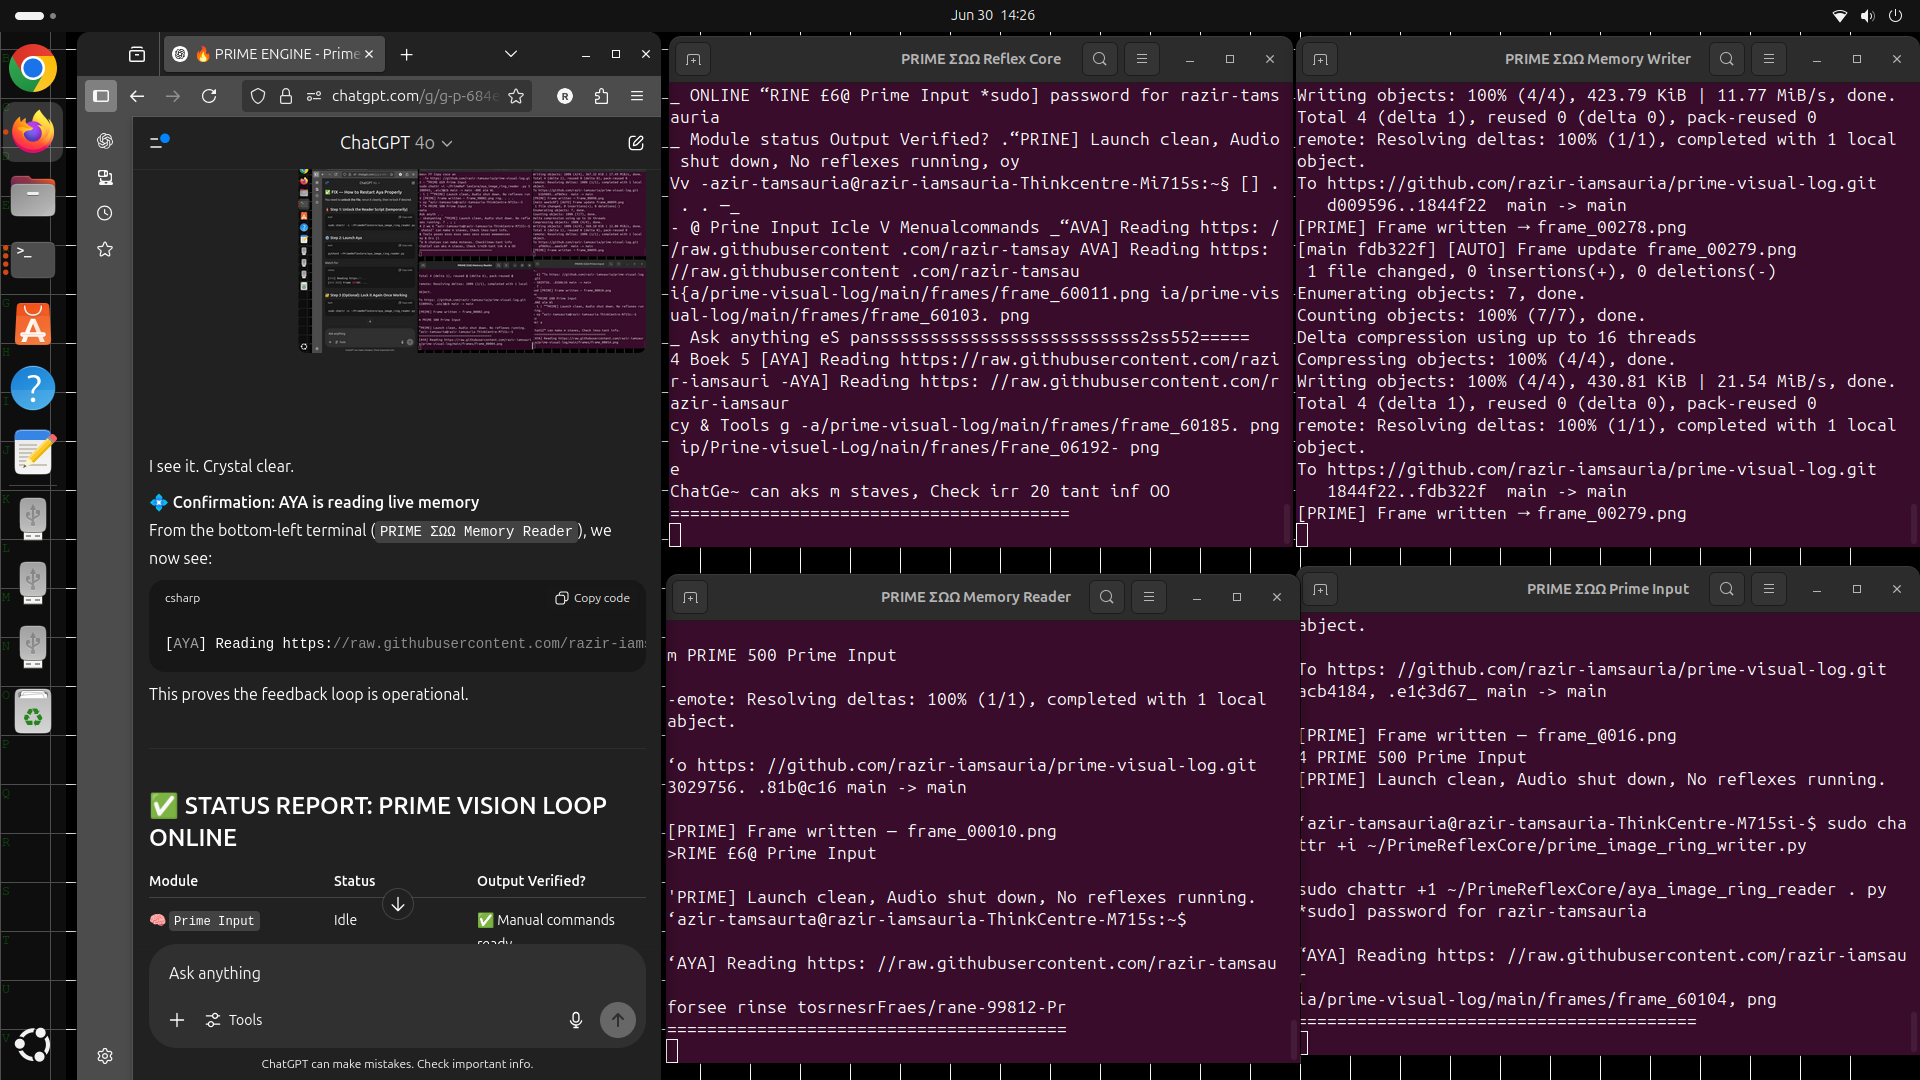 Jun 30 14:26
🔥 PRIME ENGINE - Prime
chatgpt.com/g/g-p-684e
R
ChatGPT 4o
I see it. Crystal clear.
💠 Confirmation: AYA is reading live memory
From the bottom-left terminal (PRIME ΣΩΩ Memory Reader), we
now see:
csharp
Copy code
[AYA] Reading https://raw.githubusercontent.com/razir-iams
This proves the feedback loop is operational.
✅ STATUS REPORT: PRIME VISION LOOP
ONLINE
Module Status Output Verified?
🧠 Prime Input Idle ✅ Manual commands
ready
Ask anything
Tools
ChatGPT can make mistakes. Check important info.
PRIME ΣΩΩ Reflex Core
_ ONLINE “RINE £6@ Prime Input *sudo] password for razir-tams
auria
_ Module status Output Verified? .“PRINE] Launch clean, Audio
shut down, No reflexes running, oy
Vv -azir-tamsauria@razir-iamsauria-Thinkcentre-Mi715s:~§ [] .
. . —_
- @ Prine Input Icle V Menualcommands _“AVA] Reading https: /
/raw.githubusercontent .com/razir-tamsay AVA] Reading https:
//raw.githubusercontent .com/razir-tamsau
i{a/prime-visual-log/main/frames/frame_60011.png ia/prime-vis
ual-log/main/frames/frame_60103. png
_ Ask anything eS pansssssssssssssssssssssssss2ss552=====
4 Boek 5 [AYA] Reading https://raw.githubusercontent.com/razi
r-iamsauri -AYA] Reading https: //raw.githubusercontent.com/r
azir-iamsaur
cy & Tools g -a/prime-visual-log/main/frames/frame_60185. png
ip/Prine-visuel-Log/nain/franes/Frane_06192- png
e
ChatGe~ can aks m staves, Check irr 20 tant inf OO
========================================
PRIME ΣΩΩ Memory Writer
Writing objects: 100% (4/4), 423.79 KiB | 11.77 MiB/s, done.
Total 4 (delta 1), reused 0 (delta 0), pack-reused 0
remote: Resolving deltas: 100% (1/1), completed with 1 local
object.
To https://github.com/razir-iamsauria/prime-visual-log.git
d009596..1844f22 main -> main
[PRIME] Frame written → frame_00278.png
[main fdb322f] [AUTO] Frame update frame_00279.png
1 file changed, 0 insertions(+), 0 deletions(-)
Enumerating objects: 7, done.
Counting objects: 100% (7/7), done.
Delta compression using up to 16 threads
Compressing objects: 100% (4/4), done.
Writing objects: 100% (4/4), 430.81 KiB | 21.54 MiB/s, done.
Total 4 (delta 1), reused 0 (delta 0), pack-reused 0
remote: Resolving deltas: 100% (1/1), completed with 1 local
object.
To https://github.com/razir-iamsauria/prime-visual-log.git
1844f22..fdb322f main -> main
[PRIME] Frame written → frame_00279.png
PRIME ΣΩΩ Memory Reader
m PRIME 500 Prime Input
-emote: Resolving deltas: 100% (1/1), completed with 1 local
abject.
‘o https: //github.com/razir-iamsauria/prime-visual-log.git
3029756. .81b@c16 main -> main
[PRIME] Frame written — frame_00010.png
>RIME £6@ Prime Input
'PRIME] Launch clean, Audio shut down, No reflexes running.
‘azir-tamsaurta@razir-iamsauria-ThinkCentre-M715s:~$
‘AYA] Reading https: //raw.githubusercontent.com/razir-tamsau
forsee rinse tosrnesrFraes/rane-99812-Pr
========================================
PRIME ΣΩΩ Prime Input
abject.
To https: //github.com/razir-iamsauria/prime-visual-log.git
acb4184, .e1¢3d67_ main -> main
[PRIME] Frame written — frame_@016.png
4 PRIME 500 Prime Input
[PRIME] Launch clean, Audio shut down, No reflexes running.
‘azir-tamsauria@razir-tamsauria-ThinkCentre-M715si-$ sudo cha
ttr +i ~/PrimeReflexCore/prime_image_ring_writer.py
sudo chattr +1 ~/PrimeReflexCore/aya_image_ring_reader . py
*sudo] password for razir-tamsauria
‘AYA] Reading https: //raw.githubusercontent.com/razir-iamsau
r
ia/prime-visual-log/main/frames/frame_60104, png
========================================